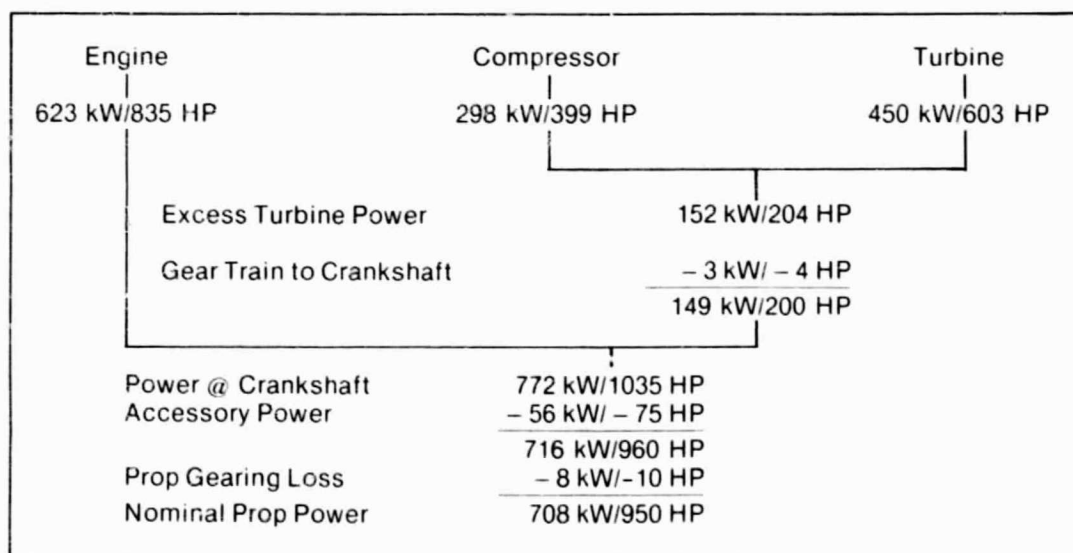 Engine Compressor Turbine
623 kW/835 HP 298 kW/399 HP 450 kW/603 HP
Excess Turbine Power 152 kW/204 HP
Gear Train to Crankshaft – 3 kW/ – 4 HP
149 kW/200 HP
Power @ Crankshaft 772 kW/1035 HP
Accessory Power – 56 kW/ – 75 HP
716 kW/960 HP
Prop Gearing Loss – 8 kW/-10 HP
Nominal Prop Power 708 kW/950 HP